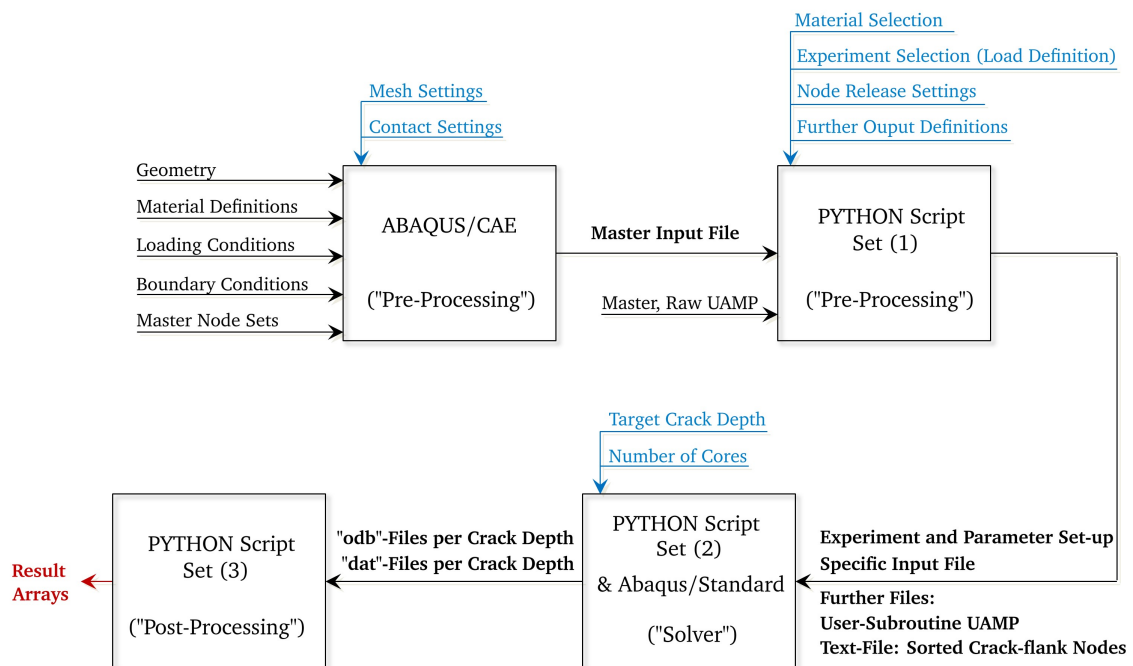 Material Selection
Experiment Selection (Load Definition)
Node Release Settings
Further Ouput Definitions
Mesh Settings
Contact Settings
Geometry
Material Definitions
Loading Conditions
Boundary Conditions
Master Node Sets
ABAQUS/CAE
("Pre-Processing")
Master Input File
Master, Raw UAMP
PYTHON Script
Set (1)
("Pre-Processing")
Target Crack Depth
Number of Cores
Result
Arrays
PYTHON Script
Set (3)
("Post-Processing")
"odb"-Files per Crack Depth
"dat"-Files per Crack Depth
PYTHON Script
Set (2)
& Abaqus/Standard
("Solver")
Experiment and Parameter Set-up
Specific Input File
Further Files:
User-Subroutine UAMP
Text-File: Sorted Crack-flank Nodes